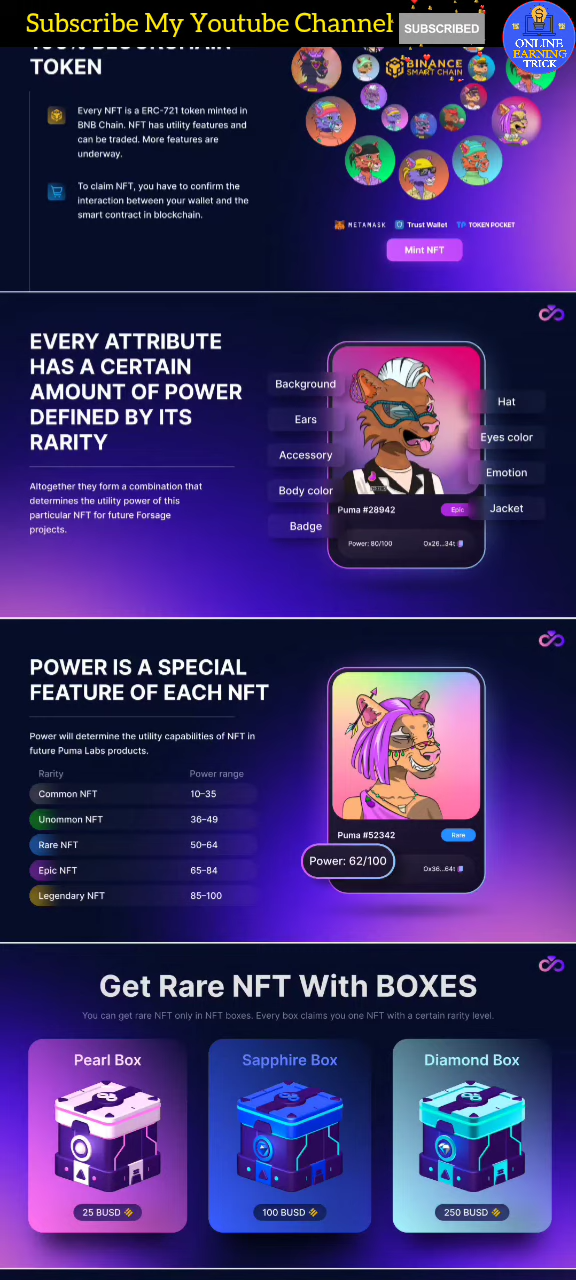 Subscribe My Youtube Channel
SUBSCRIBED
ONLINE
EARNING
TRICK
100% BLOCKCHAIN
TOKEN
Every NFT is a ERC-721 token minted in
BNB Chain. NFT has utility features and
can be traded. More features are
underway.
To claim NFT, you have to confirm the
interaction between your wallet and the
smart contract in blockchain.
BINANCE
SMART CHAIN
METAMASK
Trust Wallet
TP TOKEN POCKET
Mint NFT
EVERY ATTRIBUTE
HAS A CERTAIN
AMOUNT OF POWER
DEFINED BY ITS
RARITY
Altogether they form a combination that
determines the utility power of this
particular NFT for future Forsage
projects.
Background
Ears
Accessory
Body color
Badge
Hat
Eyes color
Emotion
Jacket
Puma #28942
Epic
Power: 80/100
0x26...34t
POWER IS A SPECIAL
FEATURE OF EACH NFT
Power will determine the utility capabilities of NFT in
future Puma Labs products.
Rarity Power range
Common NFT 10–35
Unommon NFT 36–49
Rare NFT 50–64
Epic NFT 65–84
Legendary NFT 85–100
Puma #52342
Rare
Power: 62/100
0x36...64t
Get Rare NFT With BOXES
You can get rare NFT only in NFT boxes. Every box claims you one NFT with a certain rarity level.
Pearl Box
25 BUSD
Sapphire Box
100 BUSD
Diamond Box
250 BUSD